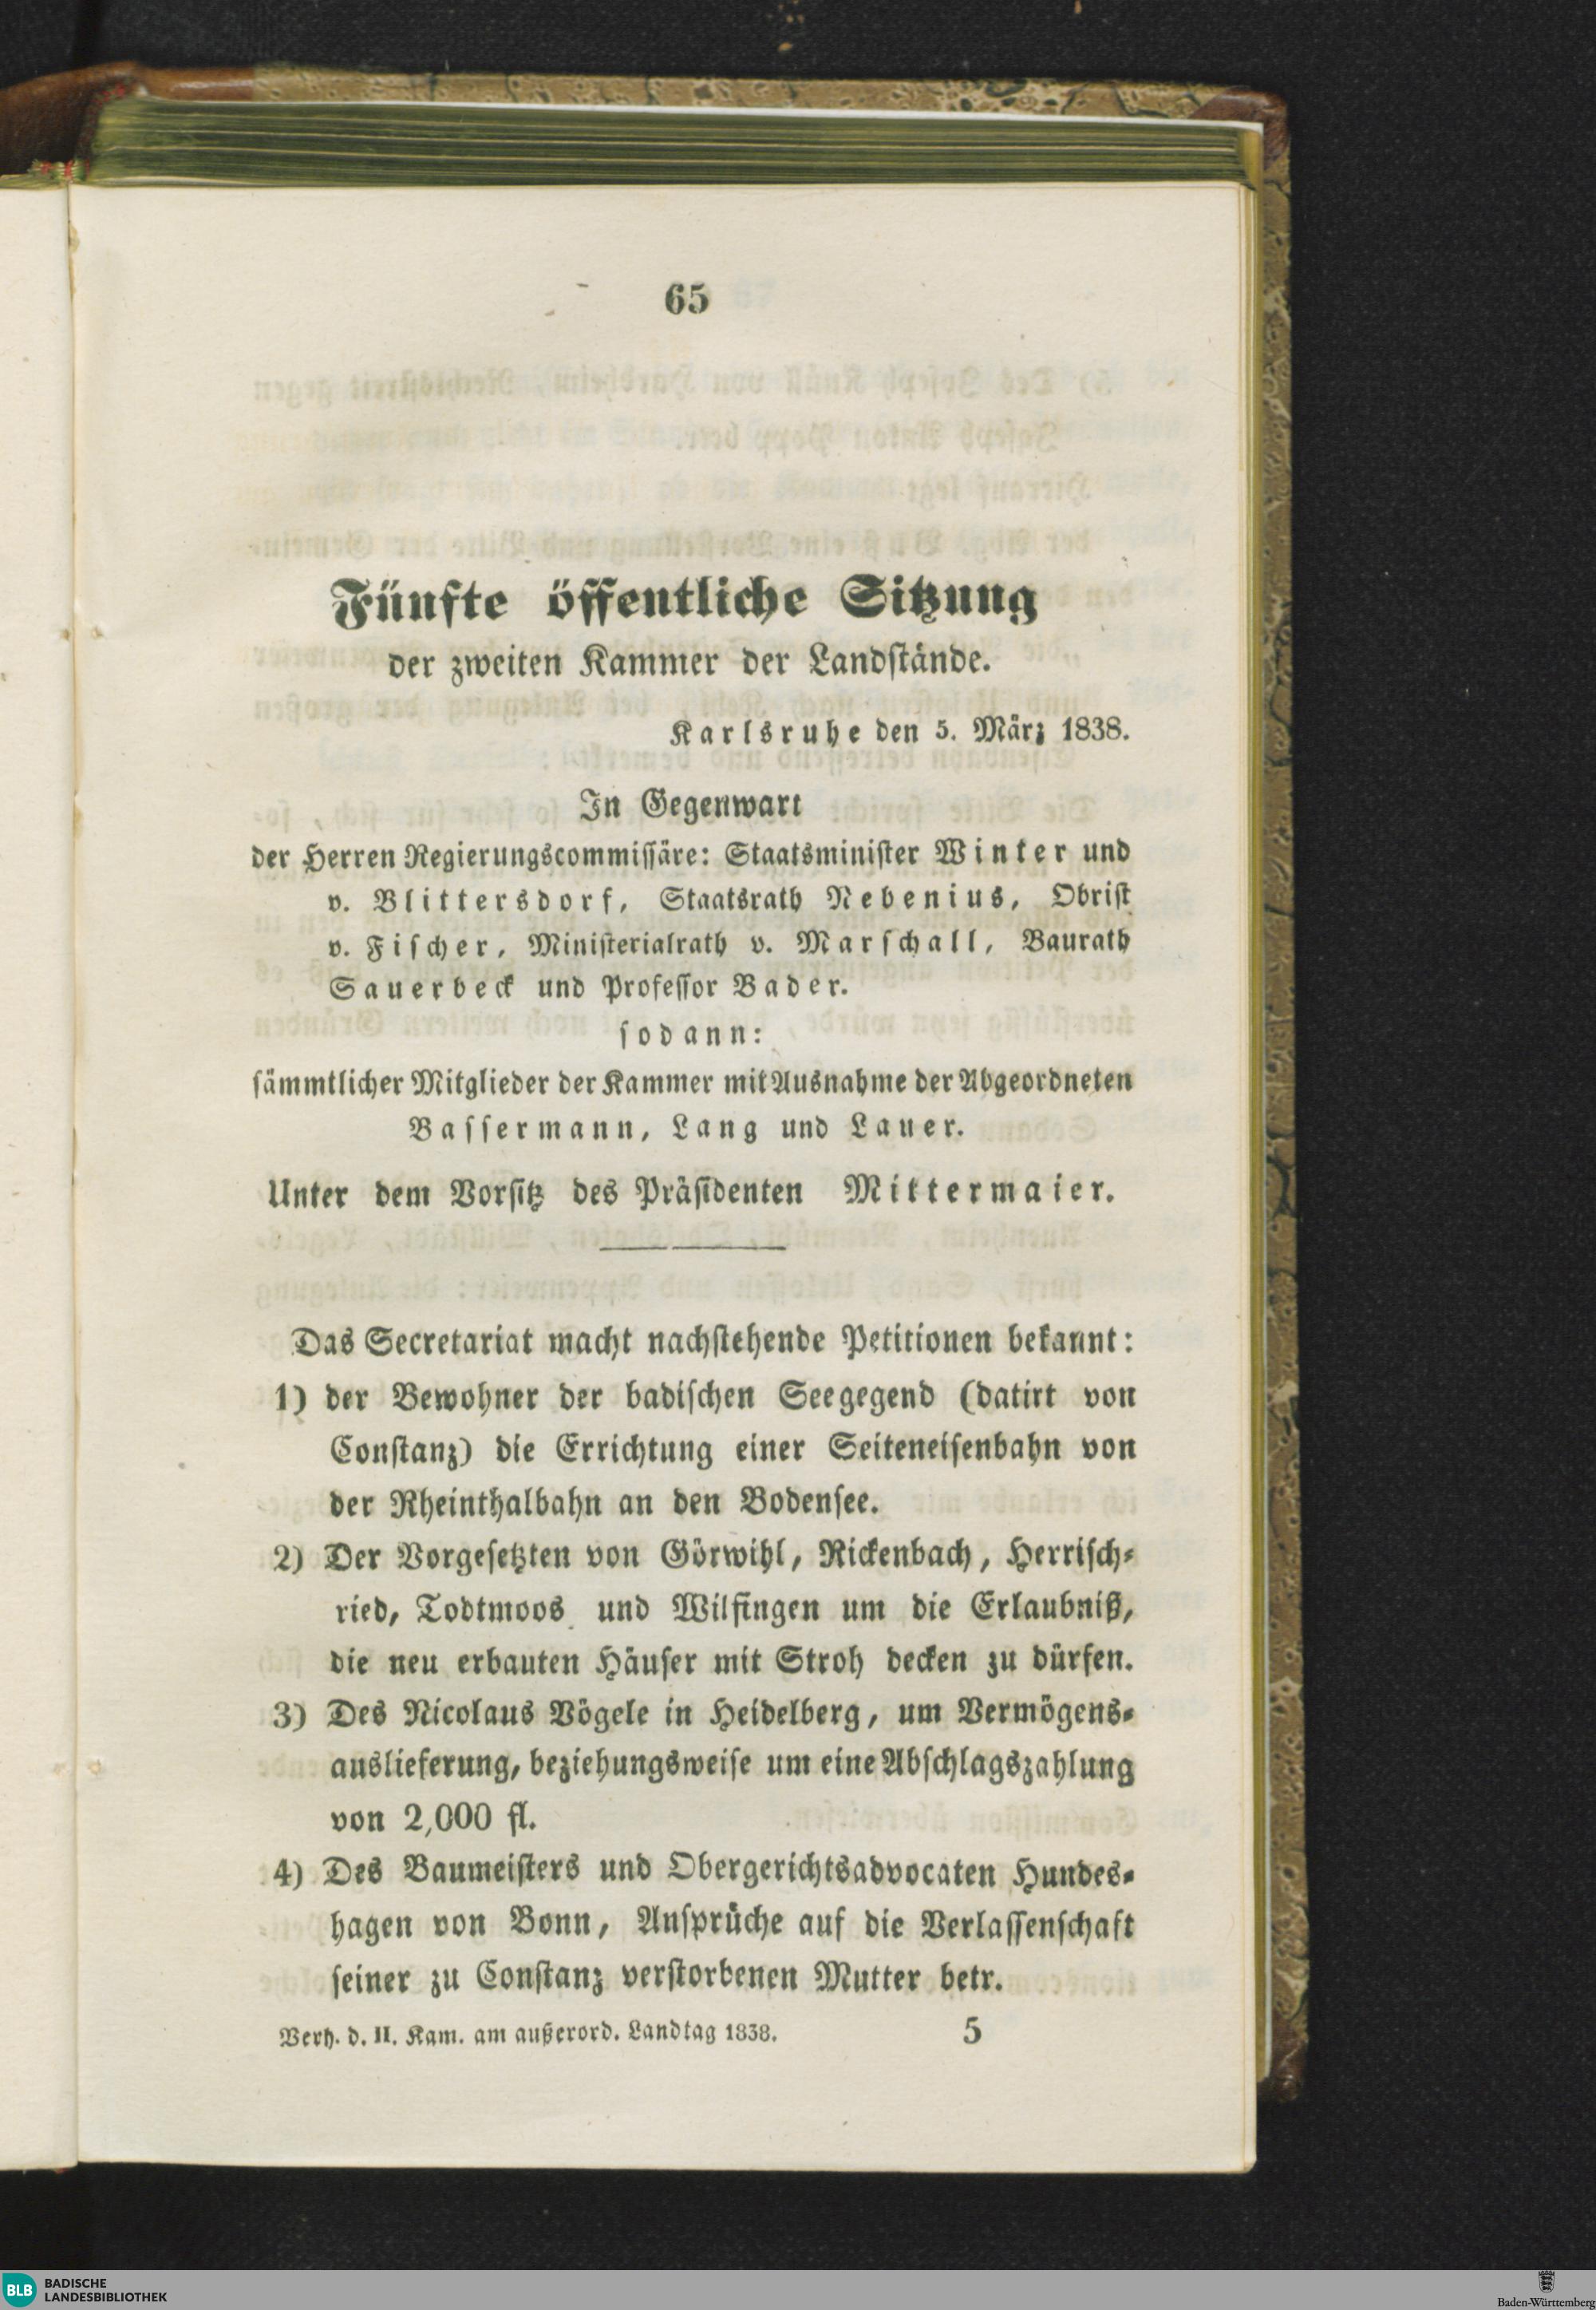 65
Fünfte öffentliche Sitzung
der zweiten Kammer der Landstände.
Karlsruhe den 5. März 1838.
In Gegenwart
der Herren Regierungscommissäre: Staatsminister Winter und
v. Blittersdorf, Staatsrath Nebenius, Obrist
v. Fischer, Ministerialrath v. Marschall, Baurath
Sauerbeck und Professor Bader.
sodann:
sämmtlicher Mitglieder der Kammer mit Ausnahme der Abgeordneten
Bassermann, Lang und Lauer.
Unter dem Vorsitz des Präsidenten Mittermaier.
Das Secretariat macht nachstehende Petitionen bekannt:
1) der Bewohner der badischen Seegegend (datirt von
Constanz) die Errichtung einer Seiteneisenbahn von
der Rheinthalbahn an den Bodensee.
2) Der Vorgesetzten von Görwihl, Rickenbach, Herrisch-
ried, Todtmoos und Wilfingen um die Erlaubniß,
die neu erbauten Häuser mit Stroh decken zu dürfen.
3) Des Nicolaus Vögele in Heidelberg, um Vermögens-
auslieferung, beziehungsweise um eine Abschlagszahlung
von 2,000 fl.
4) Des Baumeisters und Obergerichtsadvocaten Hundes-
hagen von Bonn, Ansprüche auf die Verlassenschaft
seiner zu Constanz verstorbenen Mutter betr.
Verh. d. II. Kam. am außerord. Landtag 1838. 5
BLB BADISCHE
LANDESBIBLIOTHEK
Baden-Württemberg